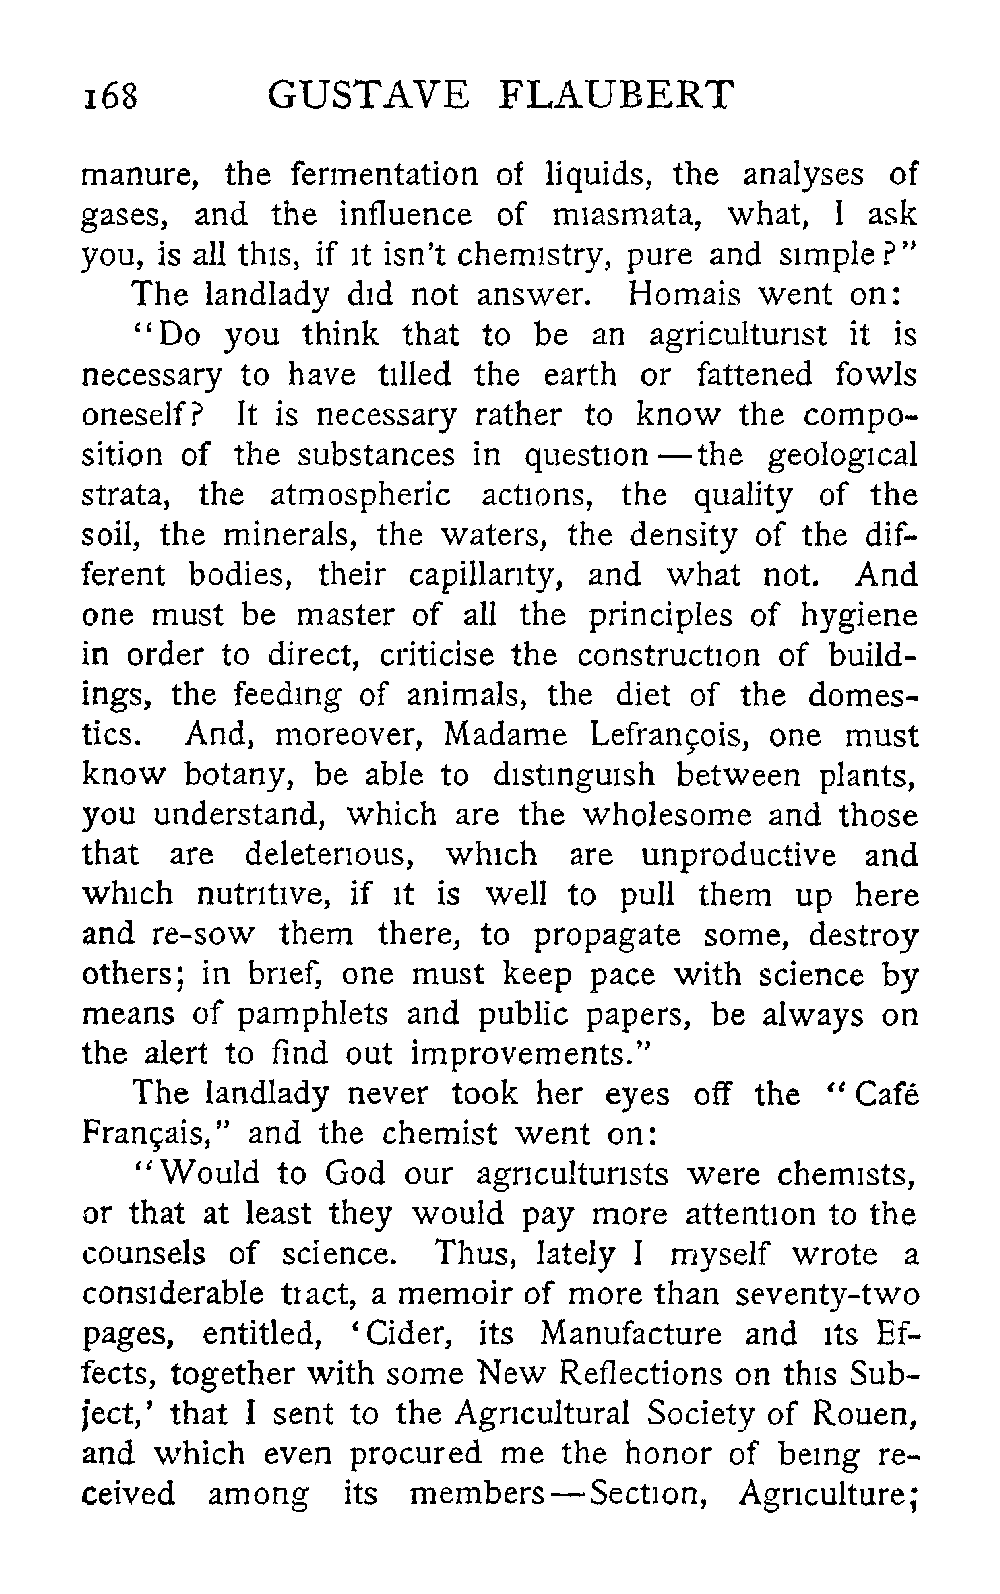 168 GUSTAVE FLAUBERT
manure, the fermentation of liquids, the analyses of
gases, and the influence of miasmata, what, I ask
you, is all this, if it isn't chemistry, pure and simple?"
The landlady did not answer. Homais went on:
"Do you think that to be an agriculturist it is
necessary to have tilled the earth or fattened fowls
oneself? It is necessary rather to know the compo-
sition of the substances in question—the geological
strata, the atmospheric actions, the quality of the
soil, the minerals, the waters, the density of the dif-
ferent bodies, their capillarity, and what not. And
one must be master of all the principles of hygiene
in order to direct, criticise the construction of build-
ings, the feeding of animals, the diet of the domes-
tics. And, moreover, Madame Lefrançois, one must
know botany, be able to distinguish between plants,
you understand, which are the wholesome and those
that are deleterious, which are unproductive and
which nutritive, if it is well to pull them up here
and re-sow them there, to propagate some, destroy
others; in brief, one must keep pace with science by
means of pamphlets and public papers, be always on
the alert to find out improvements."
The landlady never took her eyes off the "Café
Français," and the chemist went on:
"Would to God our agriculturists were chemists,
or that at least they would pay more attention to the
counsels of science. Thus, lately I myself wrote a
considerable tract, a memoir of more than seventy-two
pages, entitled, 'Cider, its Manufacture and its Ef-
fects, together with some New Reflections on this Sub-
ject,' that I sent to the Agricultural Society of Rouen,
and which even procured me the honor of being re-
ceived among its members—Section, Agriculture;